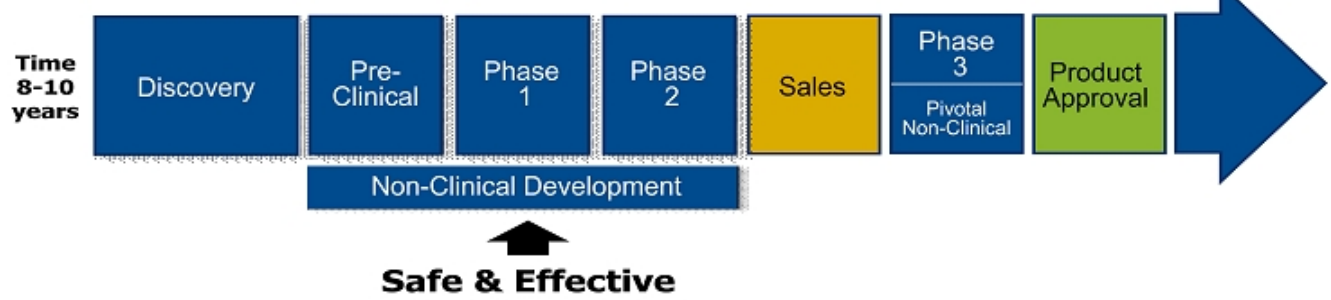 Time
8-10
years
Discovery
Pre-
Clinical
Phase
1
Phase
2
Sales
Phase
3
Pivotal
Non-Clinical
Product
Approval
Non-Clinical Development
Safe & Effective